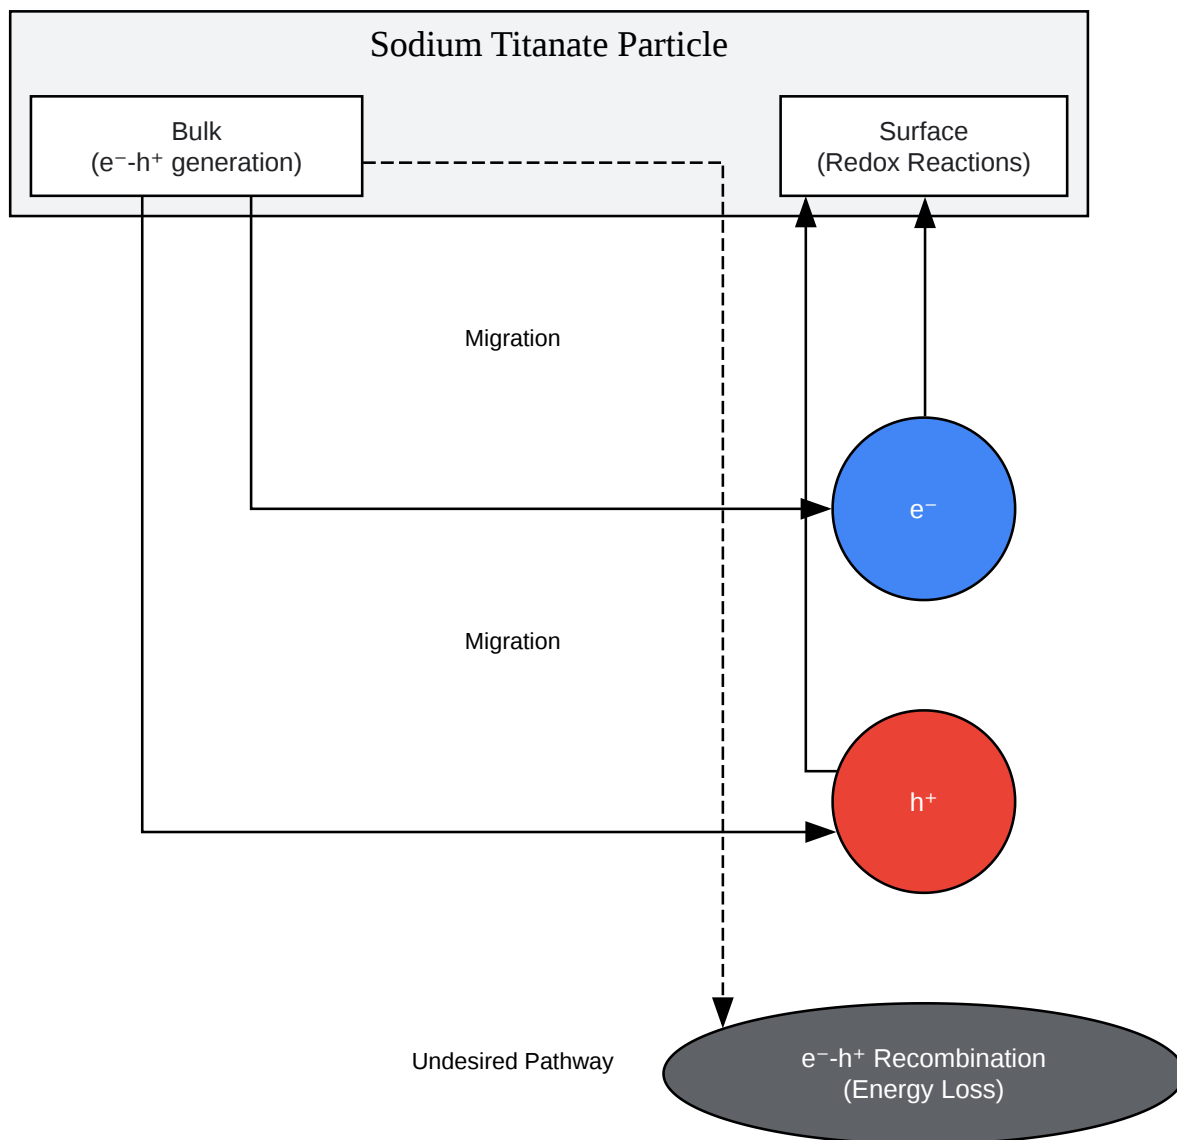 Sodium Titanate Particle
Bulk
(e⁻-h⁺ generation)
Surface
(Redox Reactions)
Migration
e⁻
Migration
h⁺
Undesired Pathway
e⁻-h⁺ Recombination
(Energy Loss)